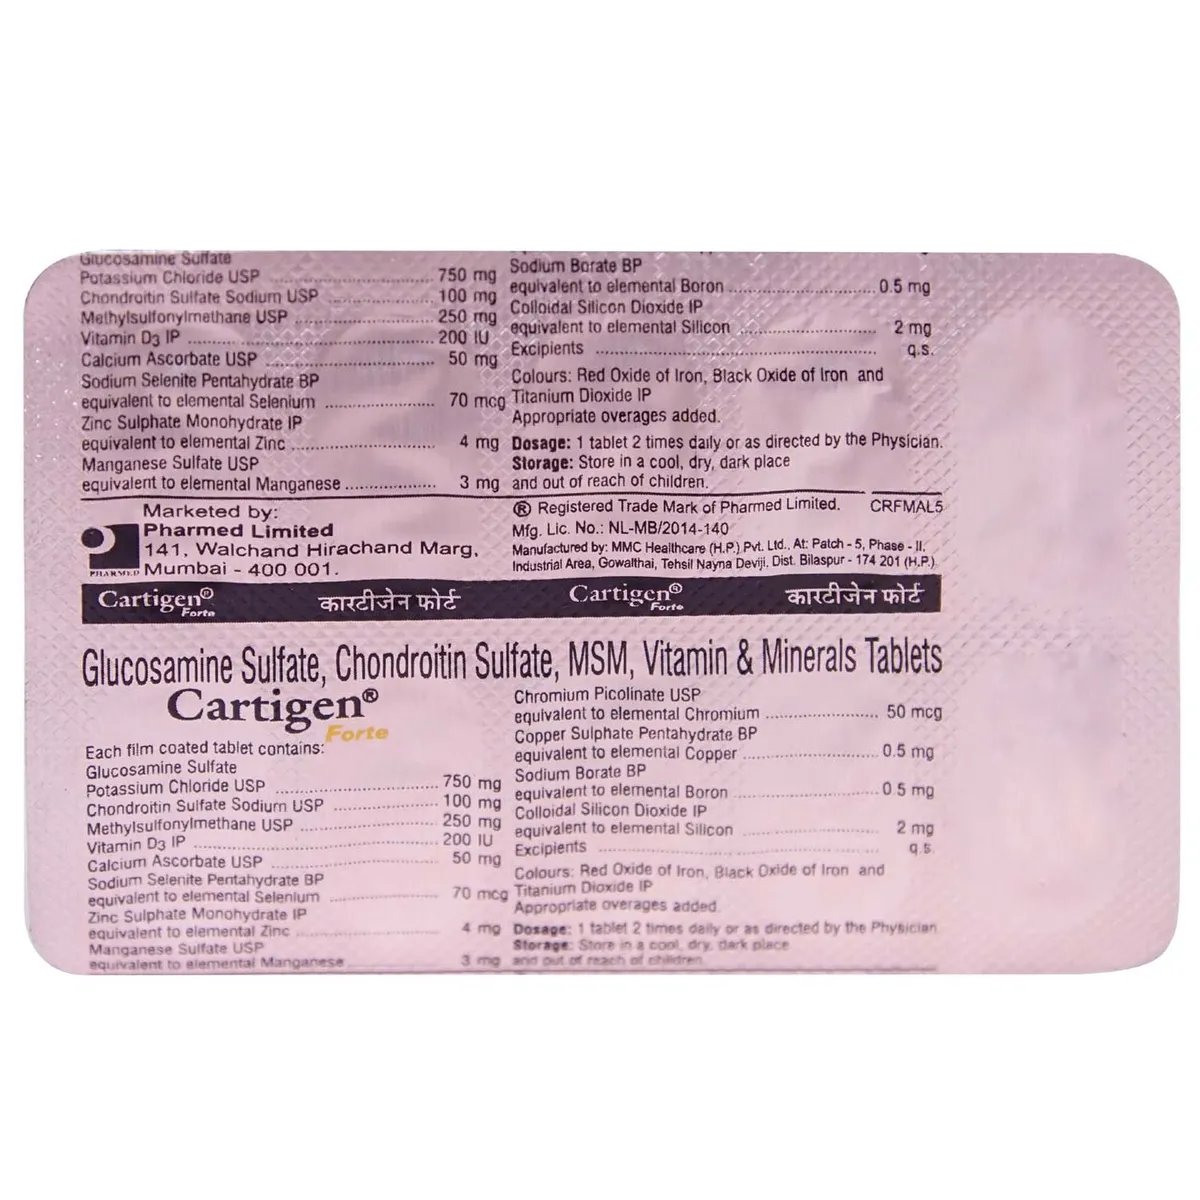 Glucosamine Sulfate
Potassium Chloride USP ........ 750 mg
Chondroitin Sulfate Sodium USP ........ 100 mg
Methylsulfonylmethane USP ........ 250 mg
Vitamin D3 IP ........ 200 IU
Calcium Ascorbate USP ........ 50 mg
Sodium Selenite Pentahydrate BP
equivalent to elemental Selenium ........ 70 mcg
Zinc Sulphate Monohydrate IP
equivalent to elemental Zinc ........ 4 mg
Manganese Sulfate USP
equivalent to elemental Manganese ........ 3 mg
Sodium Borate BP
equivalent to elemental Boron ........ 0.5 mg
Colloidal Silicon Dioxide IP
equivalent to elemental Silicon ........ 2 mg
Excipients ........ q.s.
Colours: Red Oxide of Iron, Black Oxide of Iron and
Titanium Dioxide IP
Appropriate overages added.
Dosage: 1 tablet 2 times daily or as directed by the Physician.
Storage: Store in a cool, dry, dark place
and out of reach of children.
Marketed by:
Pharmed Limited
141, Walchand Hirachand Marg,
Mumbai - 400 001.
PHARMED
® Registered Trade Mark of Pharmed Limited. CRFMAL5
Mfg. Lic. No.: NL-MB/2014-140
Manufactured by: MMC Healthcare (H.P.) Pvt. Ltd., At: Patch - 5, Phase - II,
Industrial Area, Gowalthai, Tehsil Nayna Deviji, Dist. Bilaspur - 174 201 (H.P.)
Cartigen® Forte कारटीजेन फोर्ट Cartigen® Forte कारटीजेन फोर्ट
Glucosamine Sulfate, Chondroitin Sulfate, MSM, Vitamin & Minerals Tablets
Cartigen®
Forte
Each film coated tablet contains:
Glucosamine Sulfate
Potassium Chloride USP ........ 750 mg
Chondroitin Sulfate Sodium USP ........ 100 mg
Methylsulfonylmethane USP ........ 250 mg
Vitamin D3 IP ........ 200 IU
Calcium Ascorbate USP ........ 50 mg
Sodium Selenite Pentahydrate BP
equivalent to elemental Selenium ........ 70 mcg
Zinc Sulphate Monohydrate IP
equivalent to elemental Zinc ........ 4 mg
Manganese Sulfate USP
equivalent to elemental Manganese ........ 3 mg
Chromium Picolinate USP
equivalent to elemental Chromium ........ 50 mcg
Copper Sulphate Pentahydrate BP
equivalent to elemental Copper ........ 0.5 mg
Sodium Borate BP
equivalent to elemental Boron ........ 0.5 mg
Colloidal Silicon Dioxide IP
equivalent to elemental Silicon ........ 2 mg
Excipients ........ q.s.
Colours: Red Oxide of Iron, Black Oxide of Iron and
Titanium Dioxide IP
Appropriate overages added.
Dosage: 1 tablet 2 times daily or as directed by the Physician.
Storage: Store in a cool, dry, dark place
and out of reach of children.